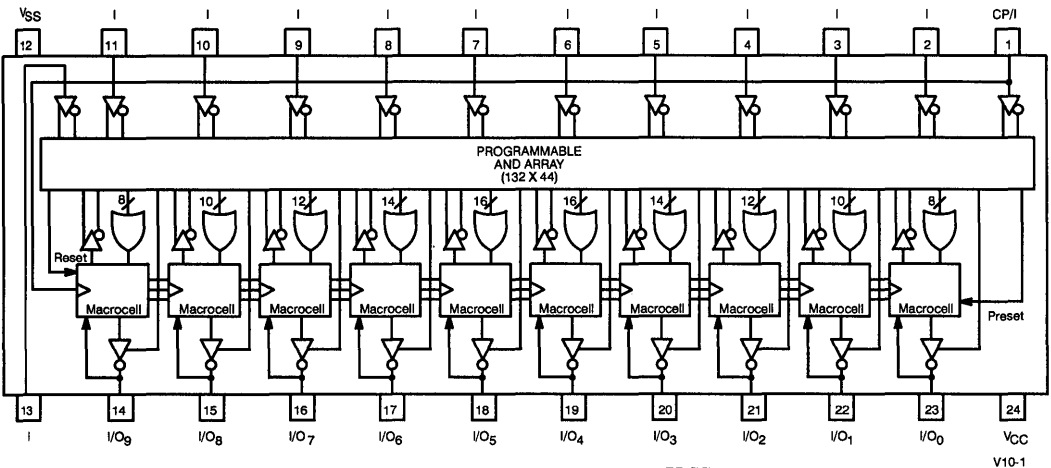 VSS I I I I I I I I I I CP/I
12 11 10 9 8 7 6 5 4 3 2 1
PROGRAMMABLE
AND ARRAY
(132 X 44)
8 10 12 14 16 16 14 12 10 8
Reset
Macrocell Macrocell Macrocell Macrocell Macrocell Macrocell Macrocell Macrocell Macrocell Macrocell
Preset
13 14 15 16 17 18 19 20 21 22 23 24
I I/O9 I/O8 I/O7 I/O6 I/O5 I/O4 I/O3 I/O2 I/O1 I/O0 VCC
V10-1